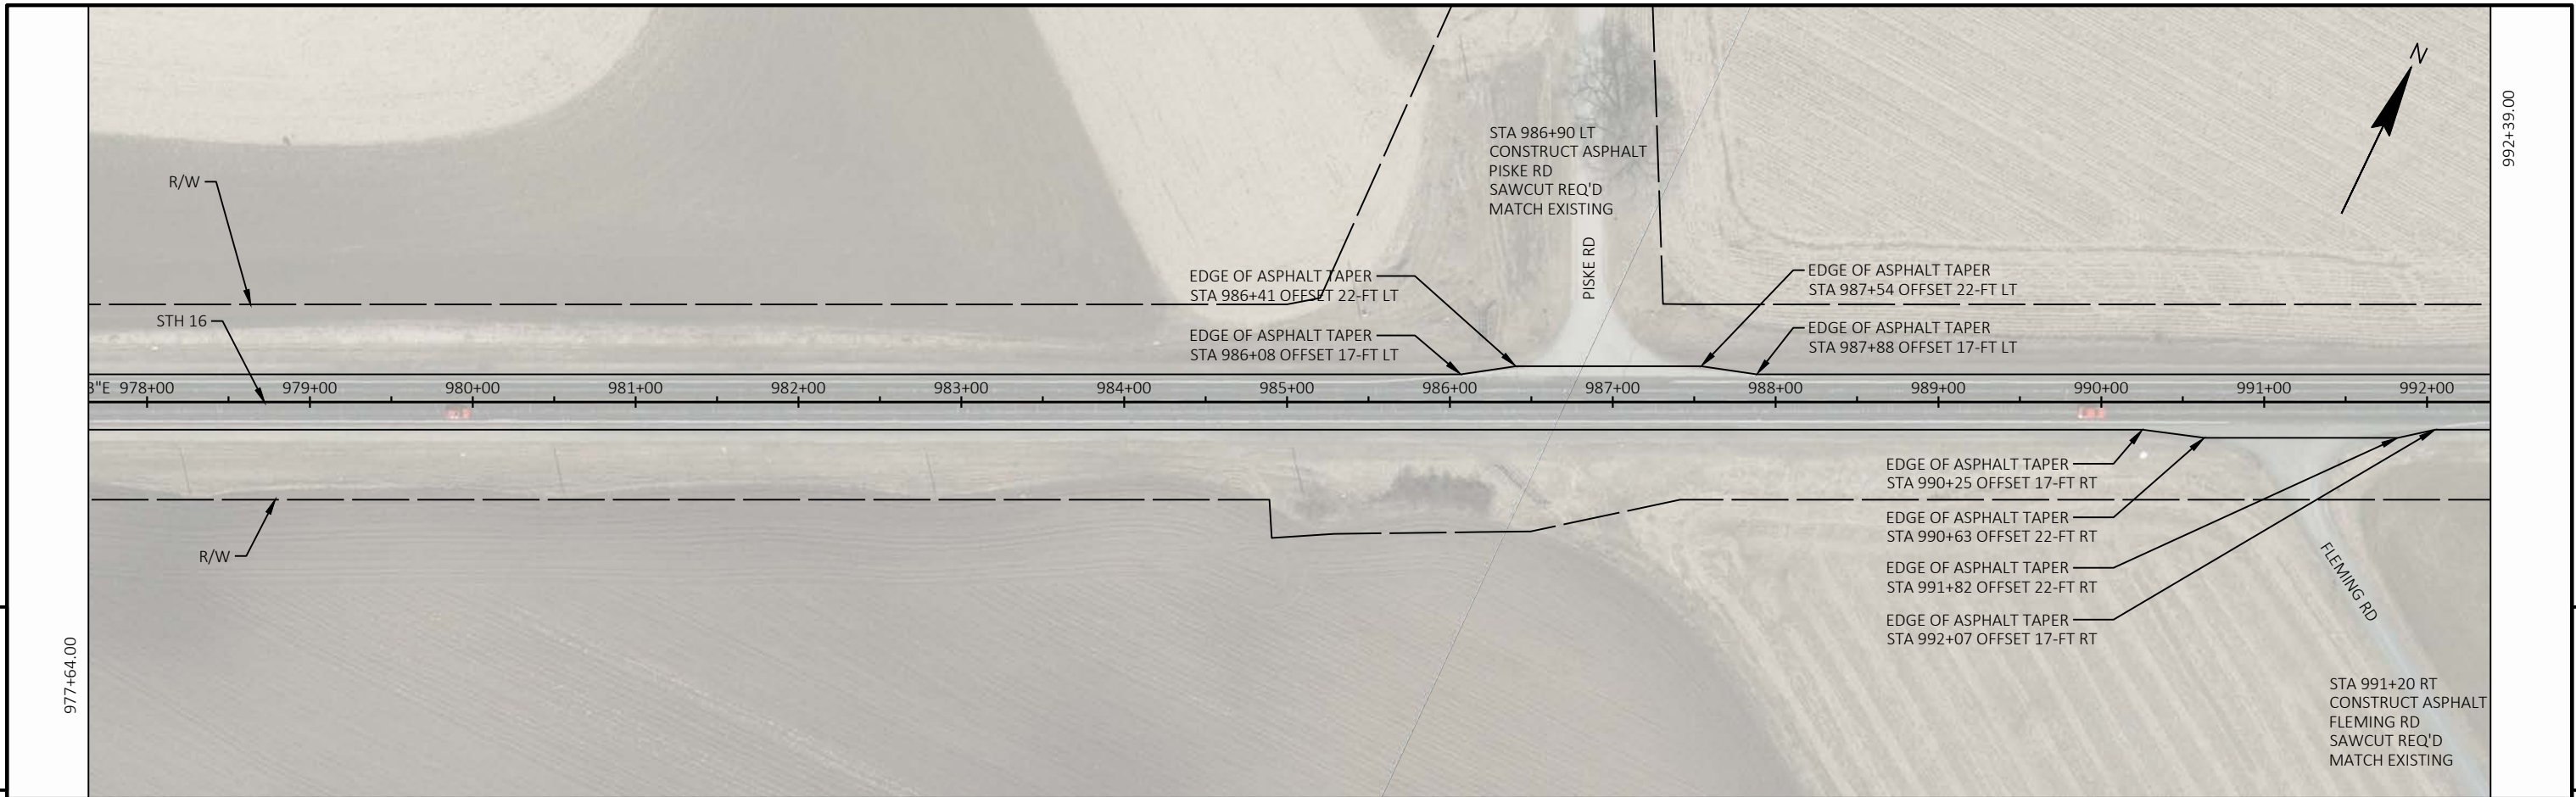 N
992+39.00
STA 986+90 LT
CONSTRUCT ASPHALT
PISKE RD
SAWCUT REQ'D
MATCH EXISTING
R/W
PISKE RD
EDGE OF ASPHALT TAPER
STA 986+41 OFFSET 22-FT LT
EDGE OF ASPHALT TAPER
STA 987+54 OFFSET 22-FT LT
STH 16
EDGE OF ASPHALT TAPER
STA 986+08 OFFSET 17-FT LT
EDGE OF ASPHALT TAPER
STA 987+88 OFFSET 17-FT LT
"E 978+00 979+00 980+00 981+00 982+00 983+00 984+00 985+00 986+00 987+00 988+00 989+00 990+00 991+00 992+00
EDGE OF ASPHALT TAPER
STA 990+25 OFFSET 17-FT RT
EDGE OF ASPHALT TAPER
STA 990+63 OFFSET 22-FT RT
R/W
EDGE OF ASPHALT TAPER
STA 991+82 OFFSET 22-FT RT
FLEMING RD
EDGE OF ASPHALT TAPER
STA 992+07 OFFSET 17-FT RT
977+64.00
STA 991+20 RT
CONSTRUCT ASPHALT
FLEMING RD
SAWCUT REQ'D
MATCH EXISTING